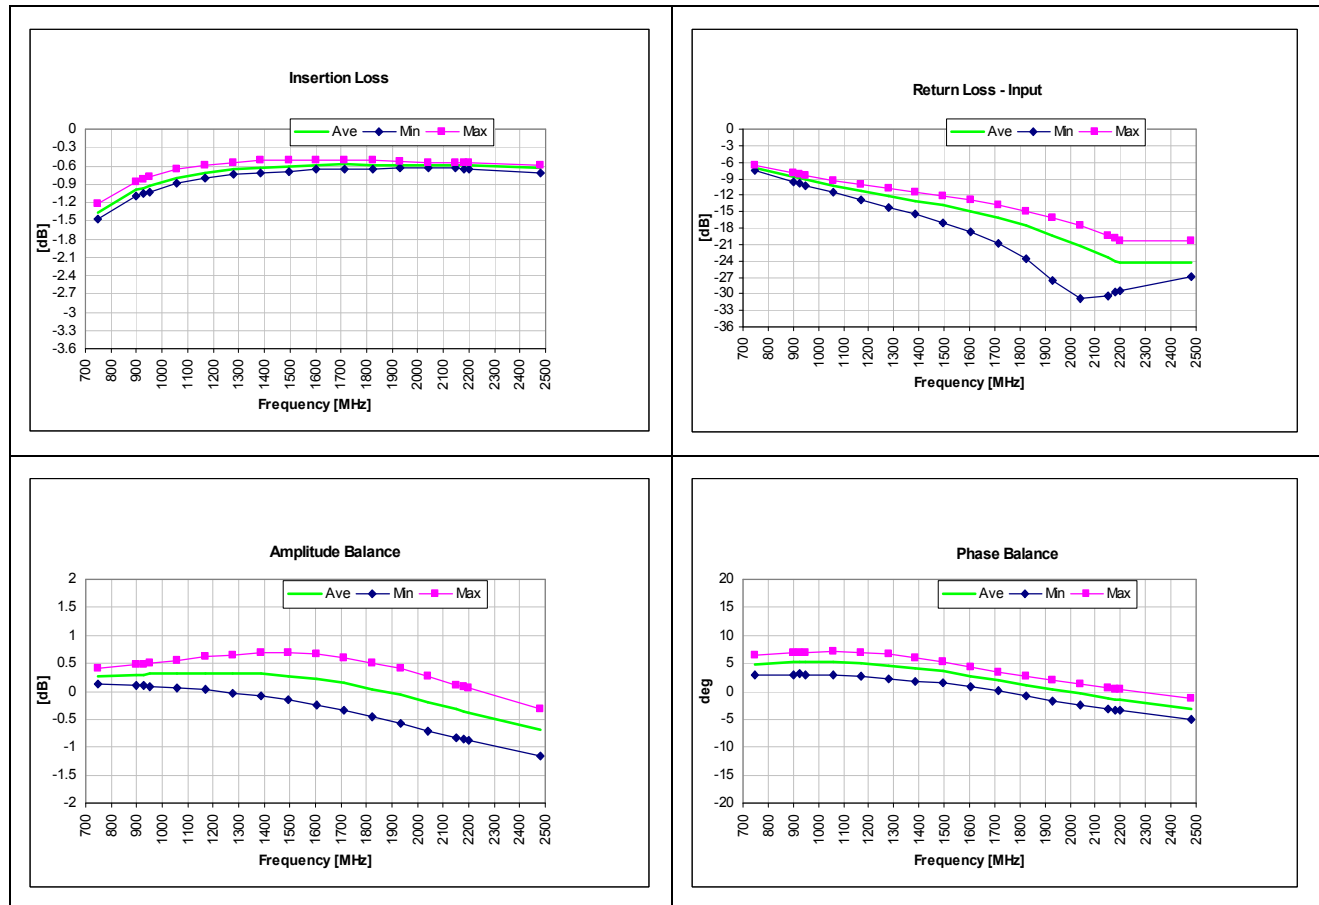 Insertion Loss
Ave Min Max
0
-0.3
-0.6
-0.9
-1.2
-1.5
-1.8
-2.1
-2.4
-2.7
-3
-3.3
-3.6
[dB]
700 800 900 1000 1100 1200 1300 1400 1500 1600 1700 1800 1900 2000 2100 2200 2300 2400 2500
Frequency [MHz]
Return Loss - Input
Ave Min Max
0
-3
-6
-9
-12
-15
-18
-21
-24
-27
-30
-33
-36
[dB]
700 800 900 1000 1100 1200 1300 1400 1500 1600 1700 1800 1900 2000 2100 2200 2300 2400 2500
Frequency [MHz]
Amplitude Balance
Ave Min Max
2
1.5
1
0.5
0
-0.5
-1
-1.5
-2
[dB]
700 800 900 1000 1100 1200 1300 1400 1500 1600 1700 1800 1900 2000 2100 2200 2300 2400 2500
Frequency [MHz]
Phase Balance
Ave Min Max
20
15
10
5
0
-5
-10
-15
-20
deg
700 800 900 1000 1100 1200 1300 1400 1500 1600 1700 1800 1900 2000 2100 2200 2300 2400 2500
Frequency [MHz]